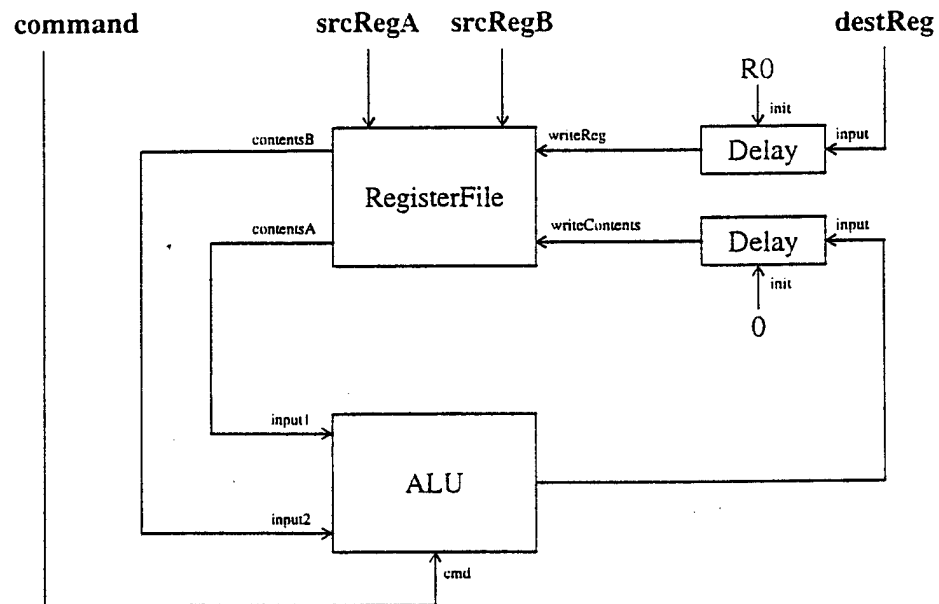 command srcRegA srcRegB destReg
R0
init
contentsB writeReg Delay input
RegisterFile
contentsA writeContents Delay input
init
0
input1
ALU
input2
cmd